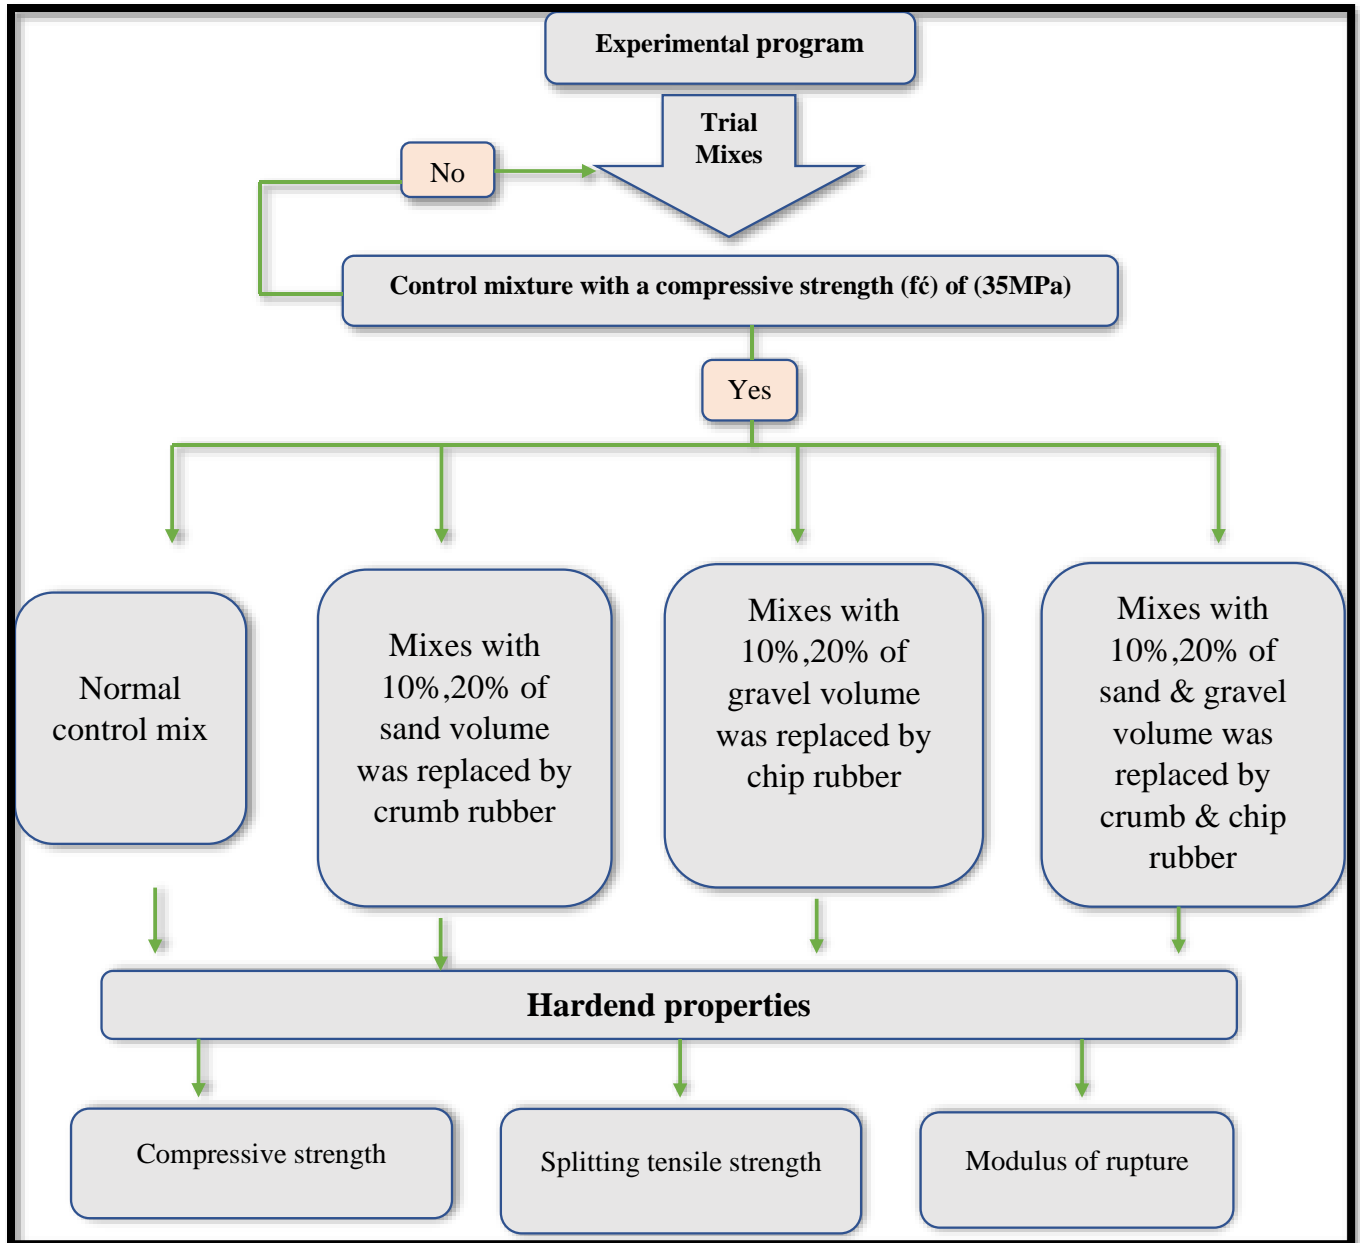 Experimental program
Trial
Mixes
No
Control mixture with a compressive strength (fć) of (35MPa)
Yes
Normal
control mix
Mixes with
10%,20% of
sand volume
was replaced by
crumb rubber
Mixes with
10%,20% of
gravel volume
was replaced by
chip rubber
Mixes with
10%,20% of
sand & gravel
volume was
replaced by
crumb & chip
rubber
Hardend properties
Compressive strength
Splitting tensile strength
Modulus of rupture